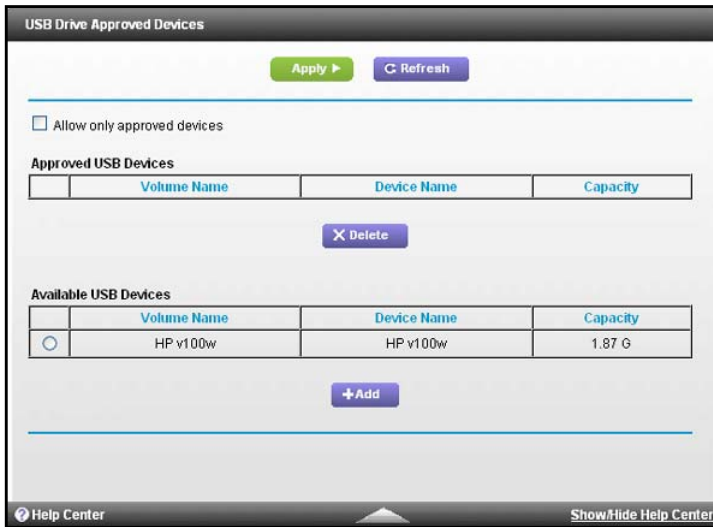 USB Drive Approved Devices
Apply Refresh
Allow only approved devices
Approved USB Devices
Volume Name Device Name Capacity
Delete
Available USB Devices
Volume Name Device Name Capacity
HP v100w HP v100w 1.87 G
+Add
Help Center Show/Hide Help Center